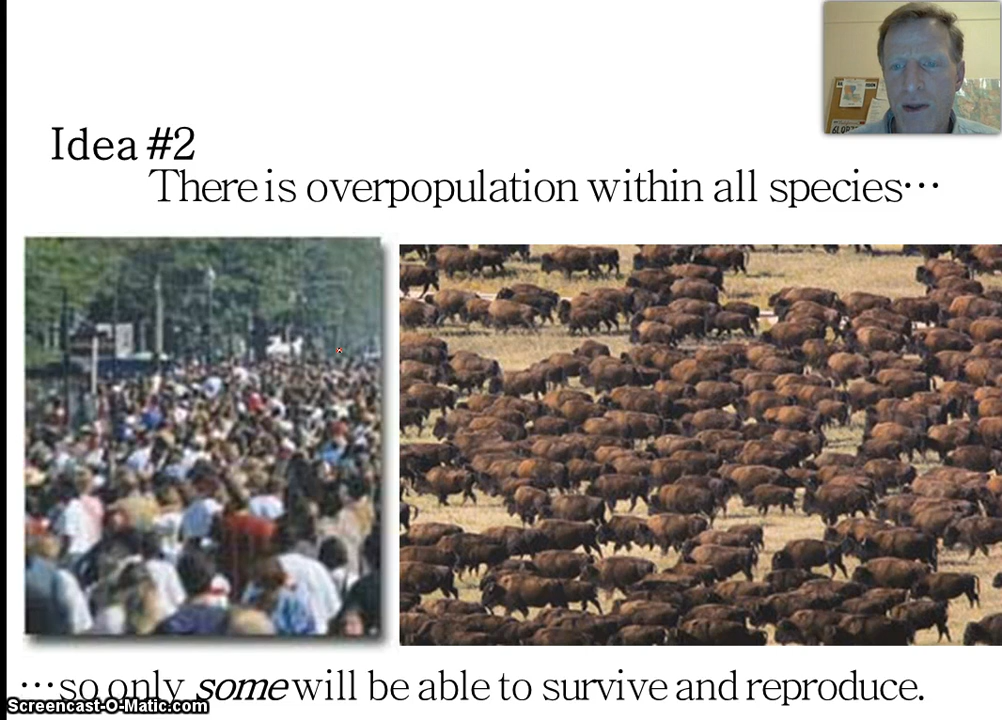 Idea #2
There is overpopulation within all species…
…so only some will be able to survive and reproduce.
Screencast-O-Matic.com